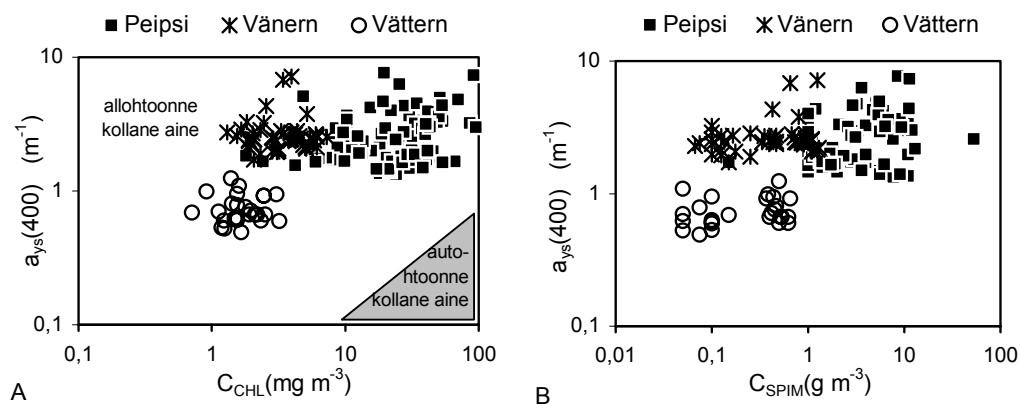 ■ Peipsi ж Vänern ○ Vättern
10
1
0,1
a_ys(400) (m⁻¹)
allohtoonne
kollane aine
auto-
htoonne
kollane aine
0,1 1 10 100
C_CHL(mg m⁻³)
A
■ Peipsi ж Vänern ○ Vättern
10
1
0,1
a_ys(400) (m⁻¹)
0,01 0,1 1 10 100
C_SPIM(g m⁻³)
B